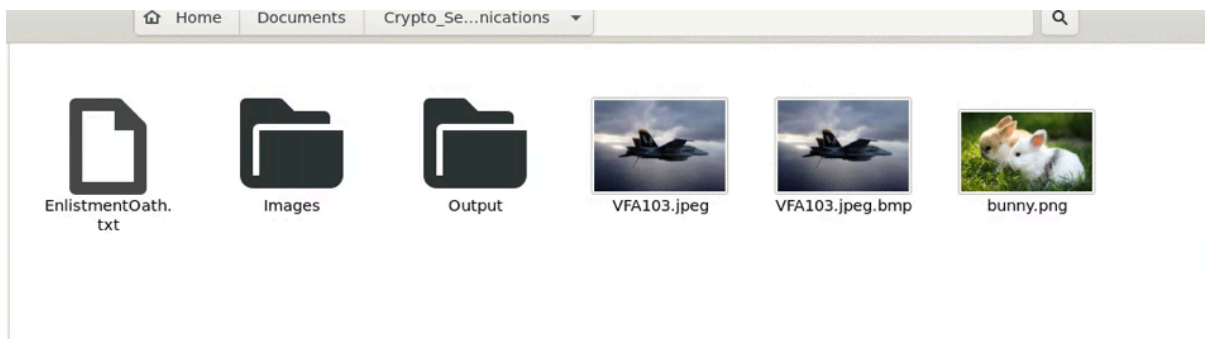 Home Documents Crypto_Se...nications
EnlistmentOath.
txt
Images
Output
VFA103.jpeg
VFA103.jpeg.bmp
bunny.png